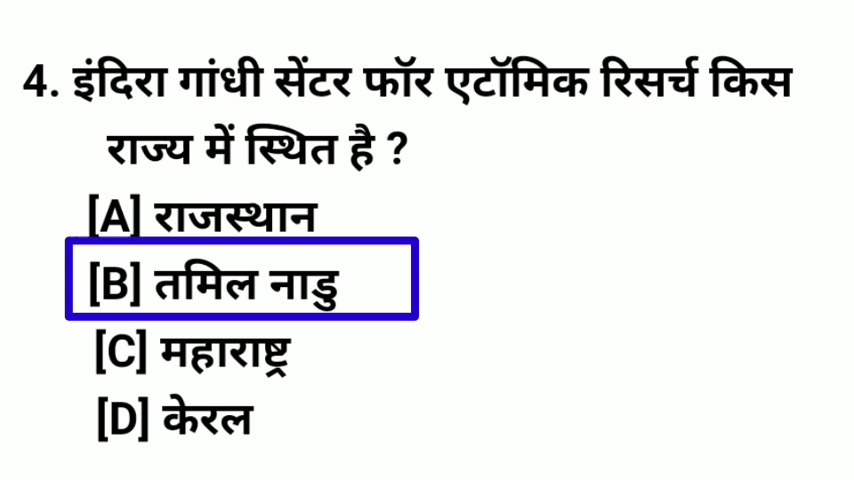 4. इंदिरा गांधी सेंटर फॉर एटॉमिक रिसर्च किस
राज्य में स्थित है ?
[A] राजस्थान
[B] तमिल नाडु
[C] महाराष्ट्र
[D] केरल